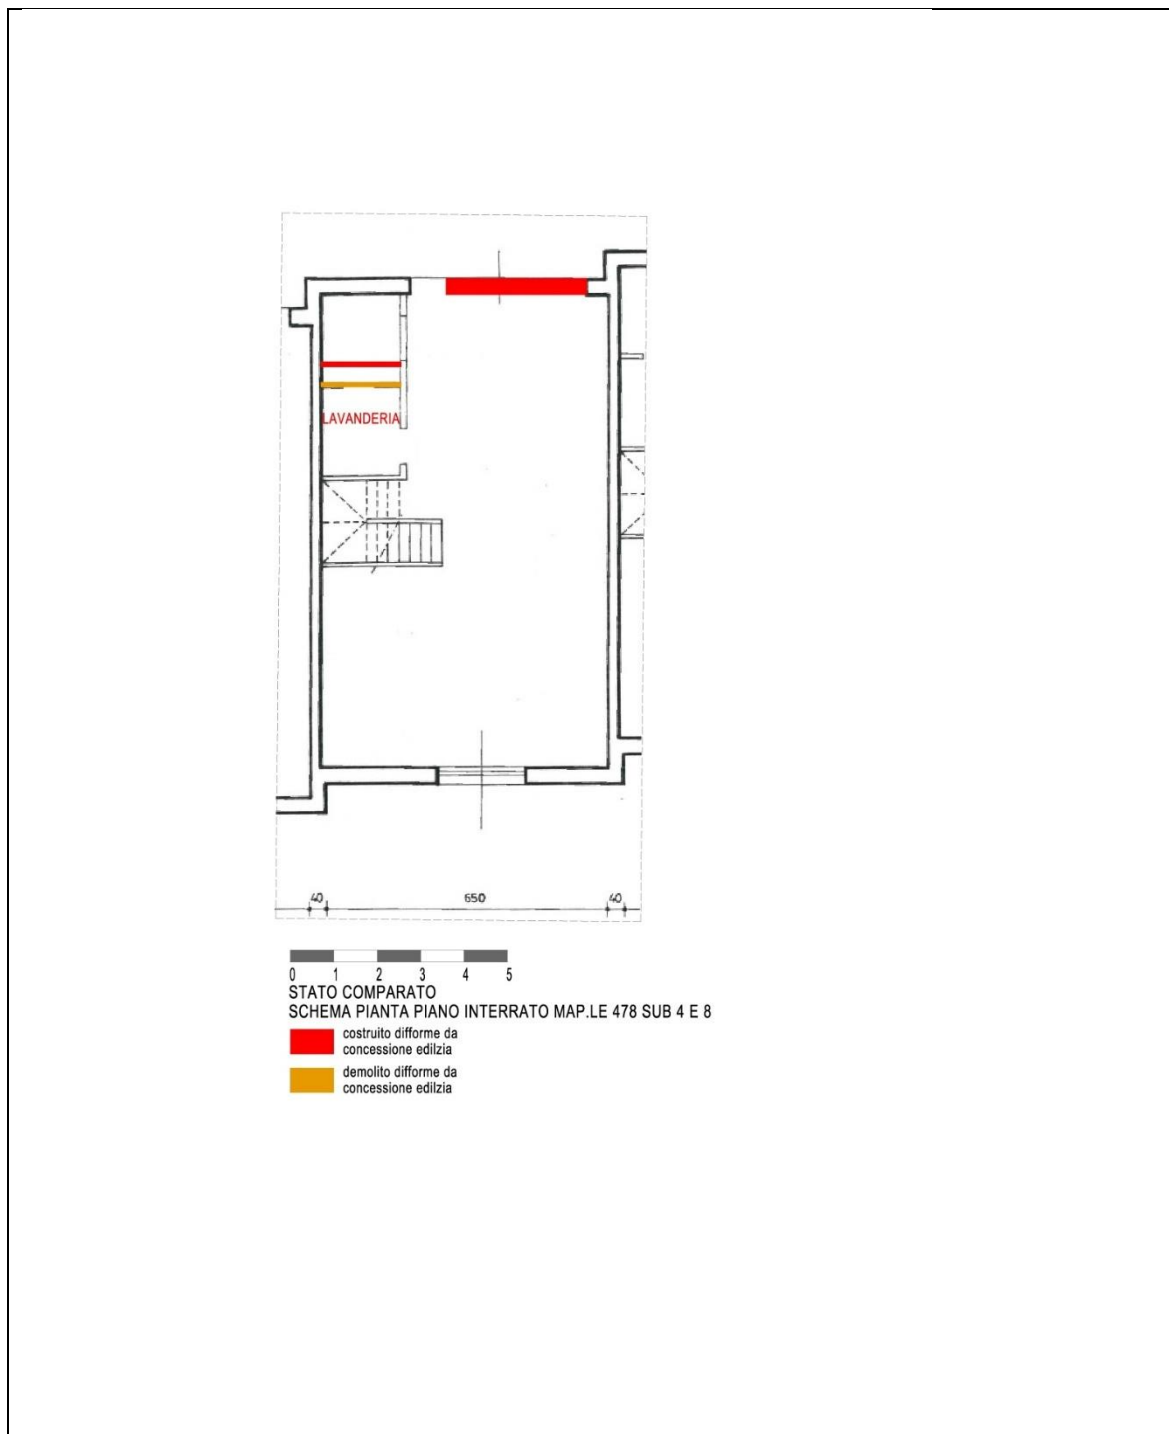 LAVANDERIA
40 650 40
0 1 2 3 4 5
STATO COMPARATO
SCHEMA PIANTA PIANO INTERRATO MAP.LE 478 SUB 4 E 8
costruito difforme da
concessione edilzia
demolito difforme da
concessione edilzia